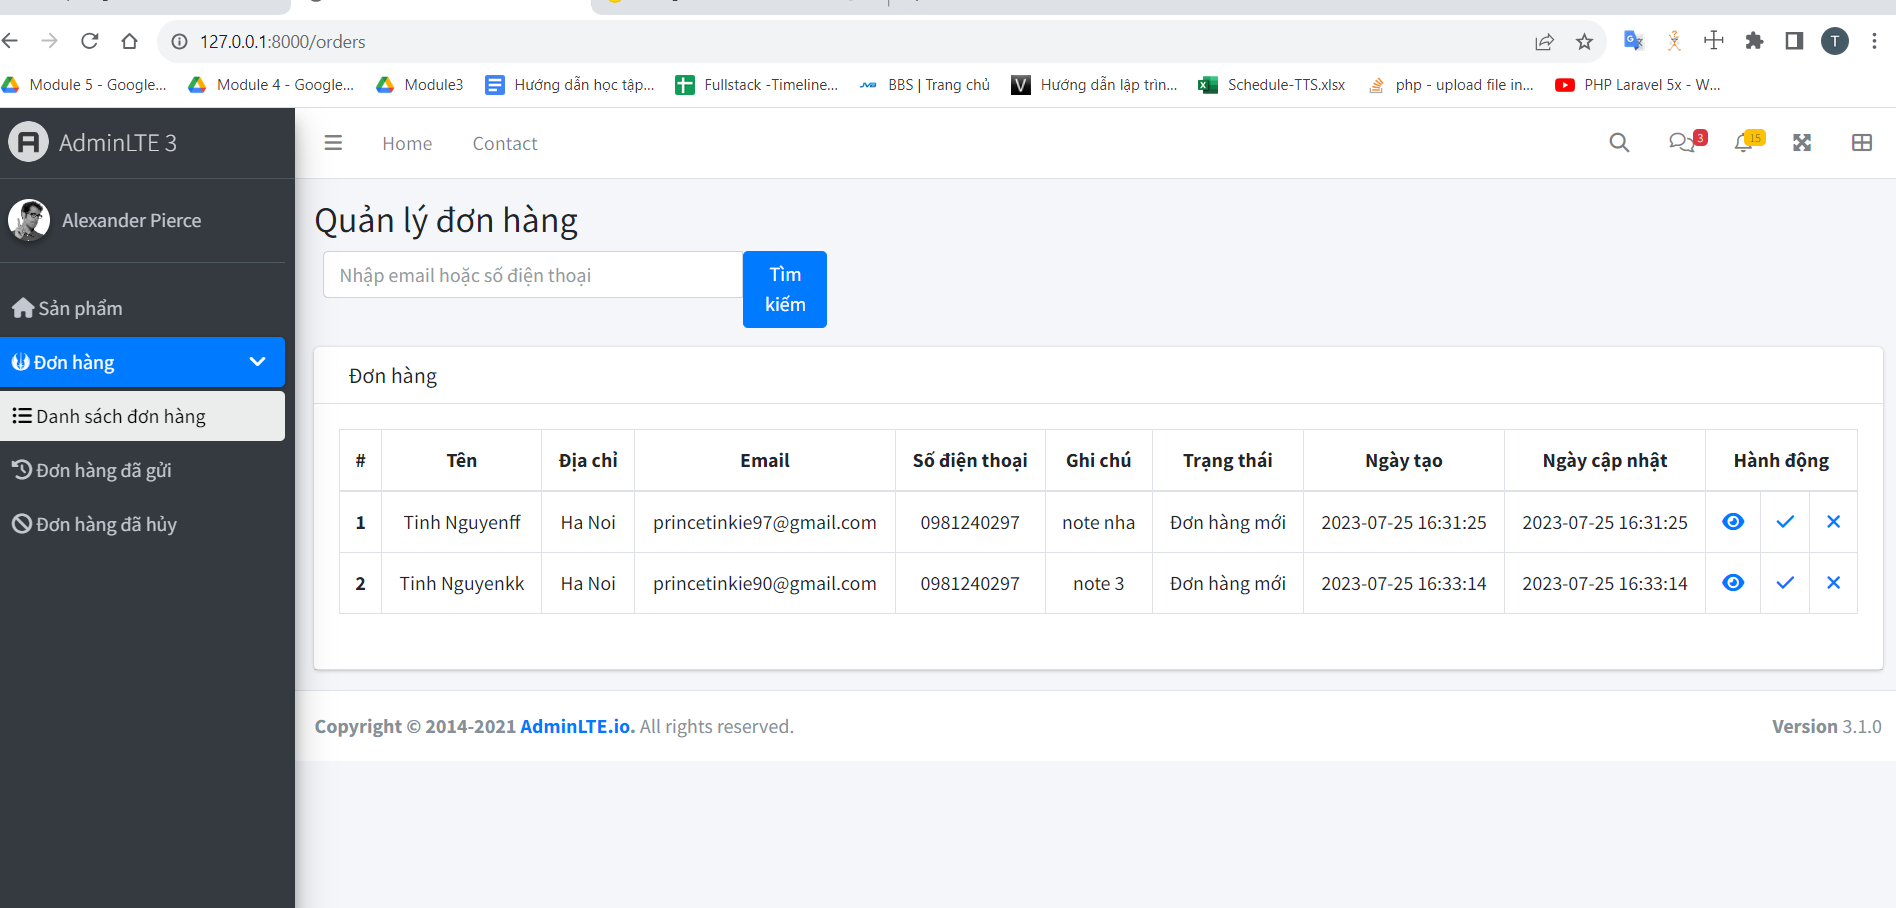 127.0.0.1:8000/orders
T
Module 5 - Google... Module 4 - Google... Module3 Hướng dẫn học tập... Fullstack -Timeline... BBS | Trang chủ Hướng dẫn lập trìn... Schedule-TTS.xlsx php - upload file in... PHP Laravel 5x - W...
AdminLTE 3
Home Contact
3 15
Alexander Pierce
Sản phẩm
Đơn hàng
Danh sách đơn hàng
Đơn hàng đã gửi
Đơn hàng đã hủy
Quản lý đơn hàng
Nhập email hoặc số điện thoại
Tìm
kiếm
Đơn hàng
# Tên Địa chỉ Email Số điện thoại Ghi chú Trạng thái Ngày tạo Ngày cập nhật Hành động
1 Tinh Nguyenff Ha Noi princetinkie97@gmail.com 0981240297 note nha Đơn hàng mới 2023-07-25 16:31:25 2023-07-25 16:31:25
2 Tinh Nguyenkk Ha Noi princetinkie90@gmail.com 0981240297 note 3 Đơn hàng mới 2023-07-25 16:33:14 2023-07-25 16:33:14
Copyright © 2014-2021 AdminLTE.io. All rights reserved.
Version 3.1.0